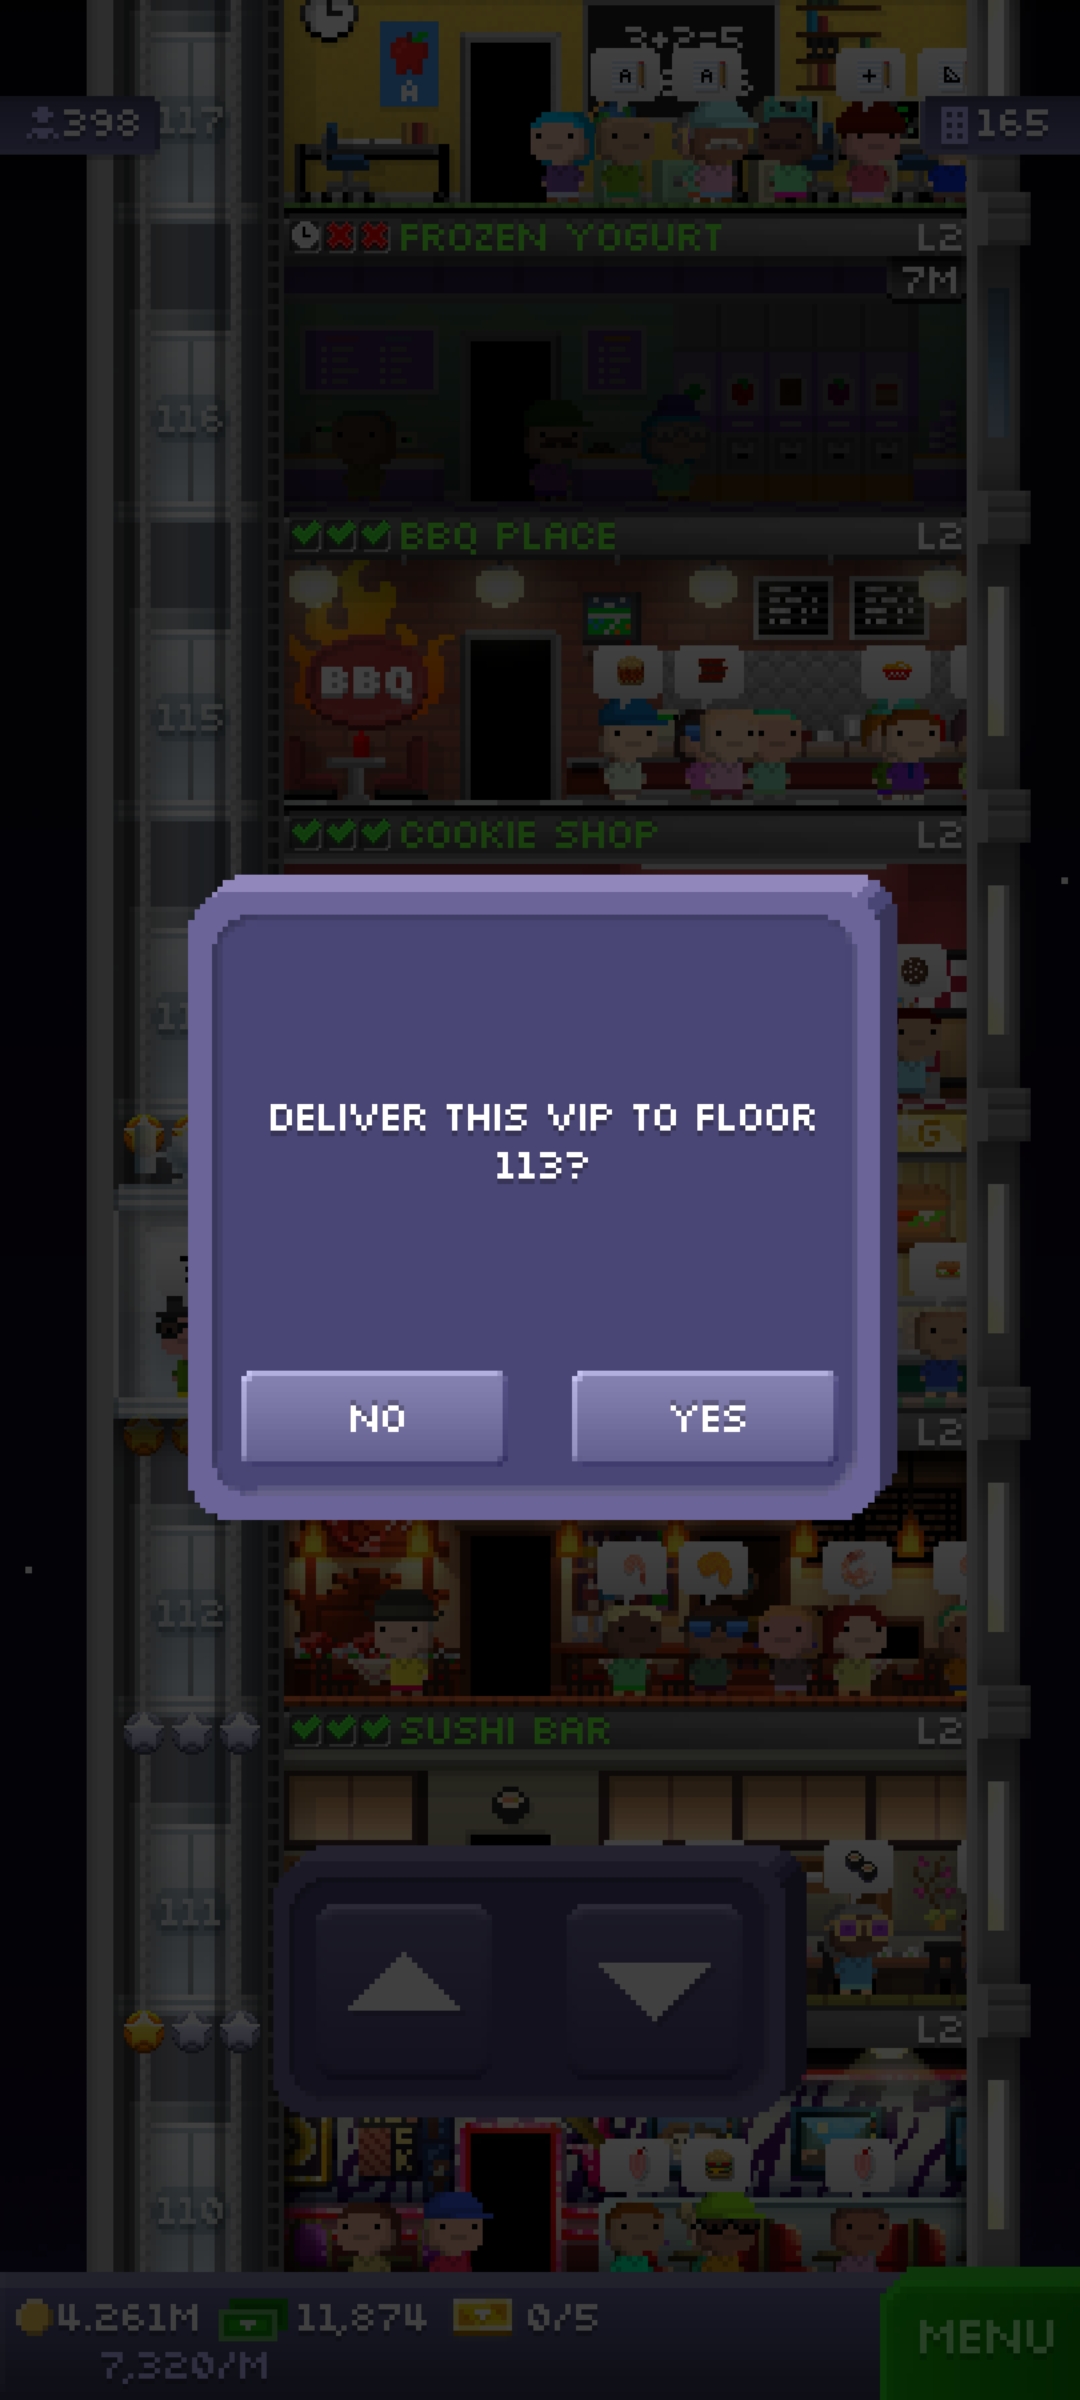 3+2=5
A
A
A
+
398
117
165
FROZEN YOGURT
L2
7M
116
BBQ PLACE
L2
BBQ
115
COOKIE SHOP
L2
G
DELIVER THIS VIP TO FLOOR
113?
NO
YES
L2
112
SUSHI BAR
L2
111
L2
110
4.261M
11,874
0/5
7,320/M
MENU